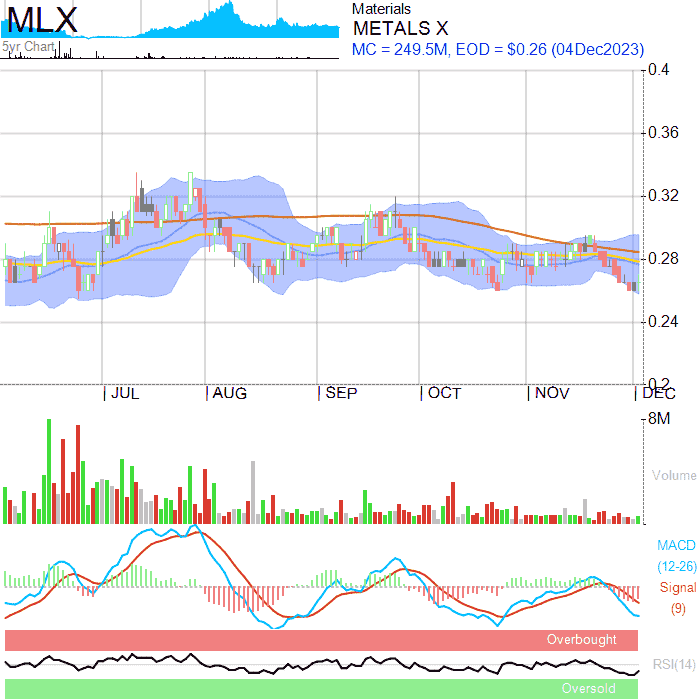 MLX
5yr Chart
Materials
METALS X
MC = 249.5M, EOD = $0.26 (04Dec2023)
0.4
0.36
0.32
0.28
0.24
0.2
JUL AUG SEP OCT NOV DEC
8M
Volume
MACD
(12-26)
Signal
(9)
Overbought
RSI(14)
Oversold